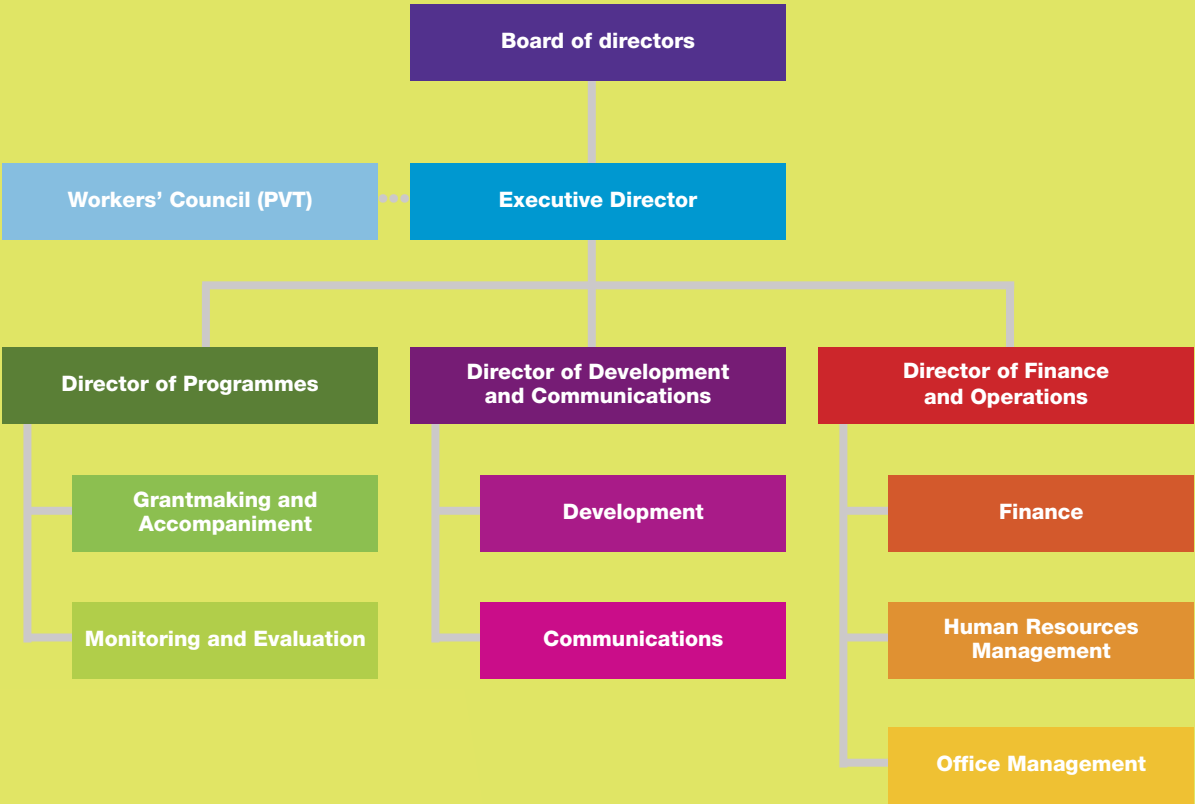 Board of directors
Workers’ Council (PVT)
Executive Director
Director of Programmes
Director of Development
and Communications
Director of Finance
and Operations
Grantmaking and
Accompaniment
Development
Finance
Monitoring and Evaluation
Communications
Human Resources
Management
Office Management